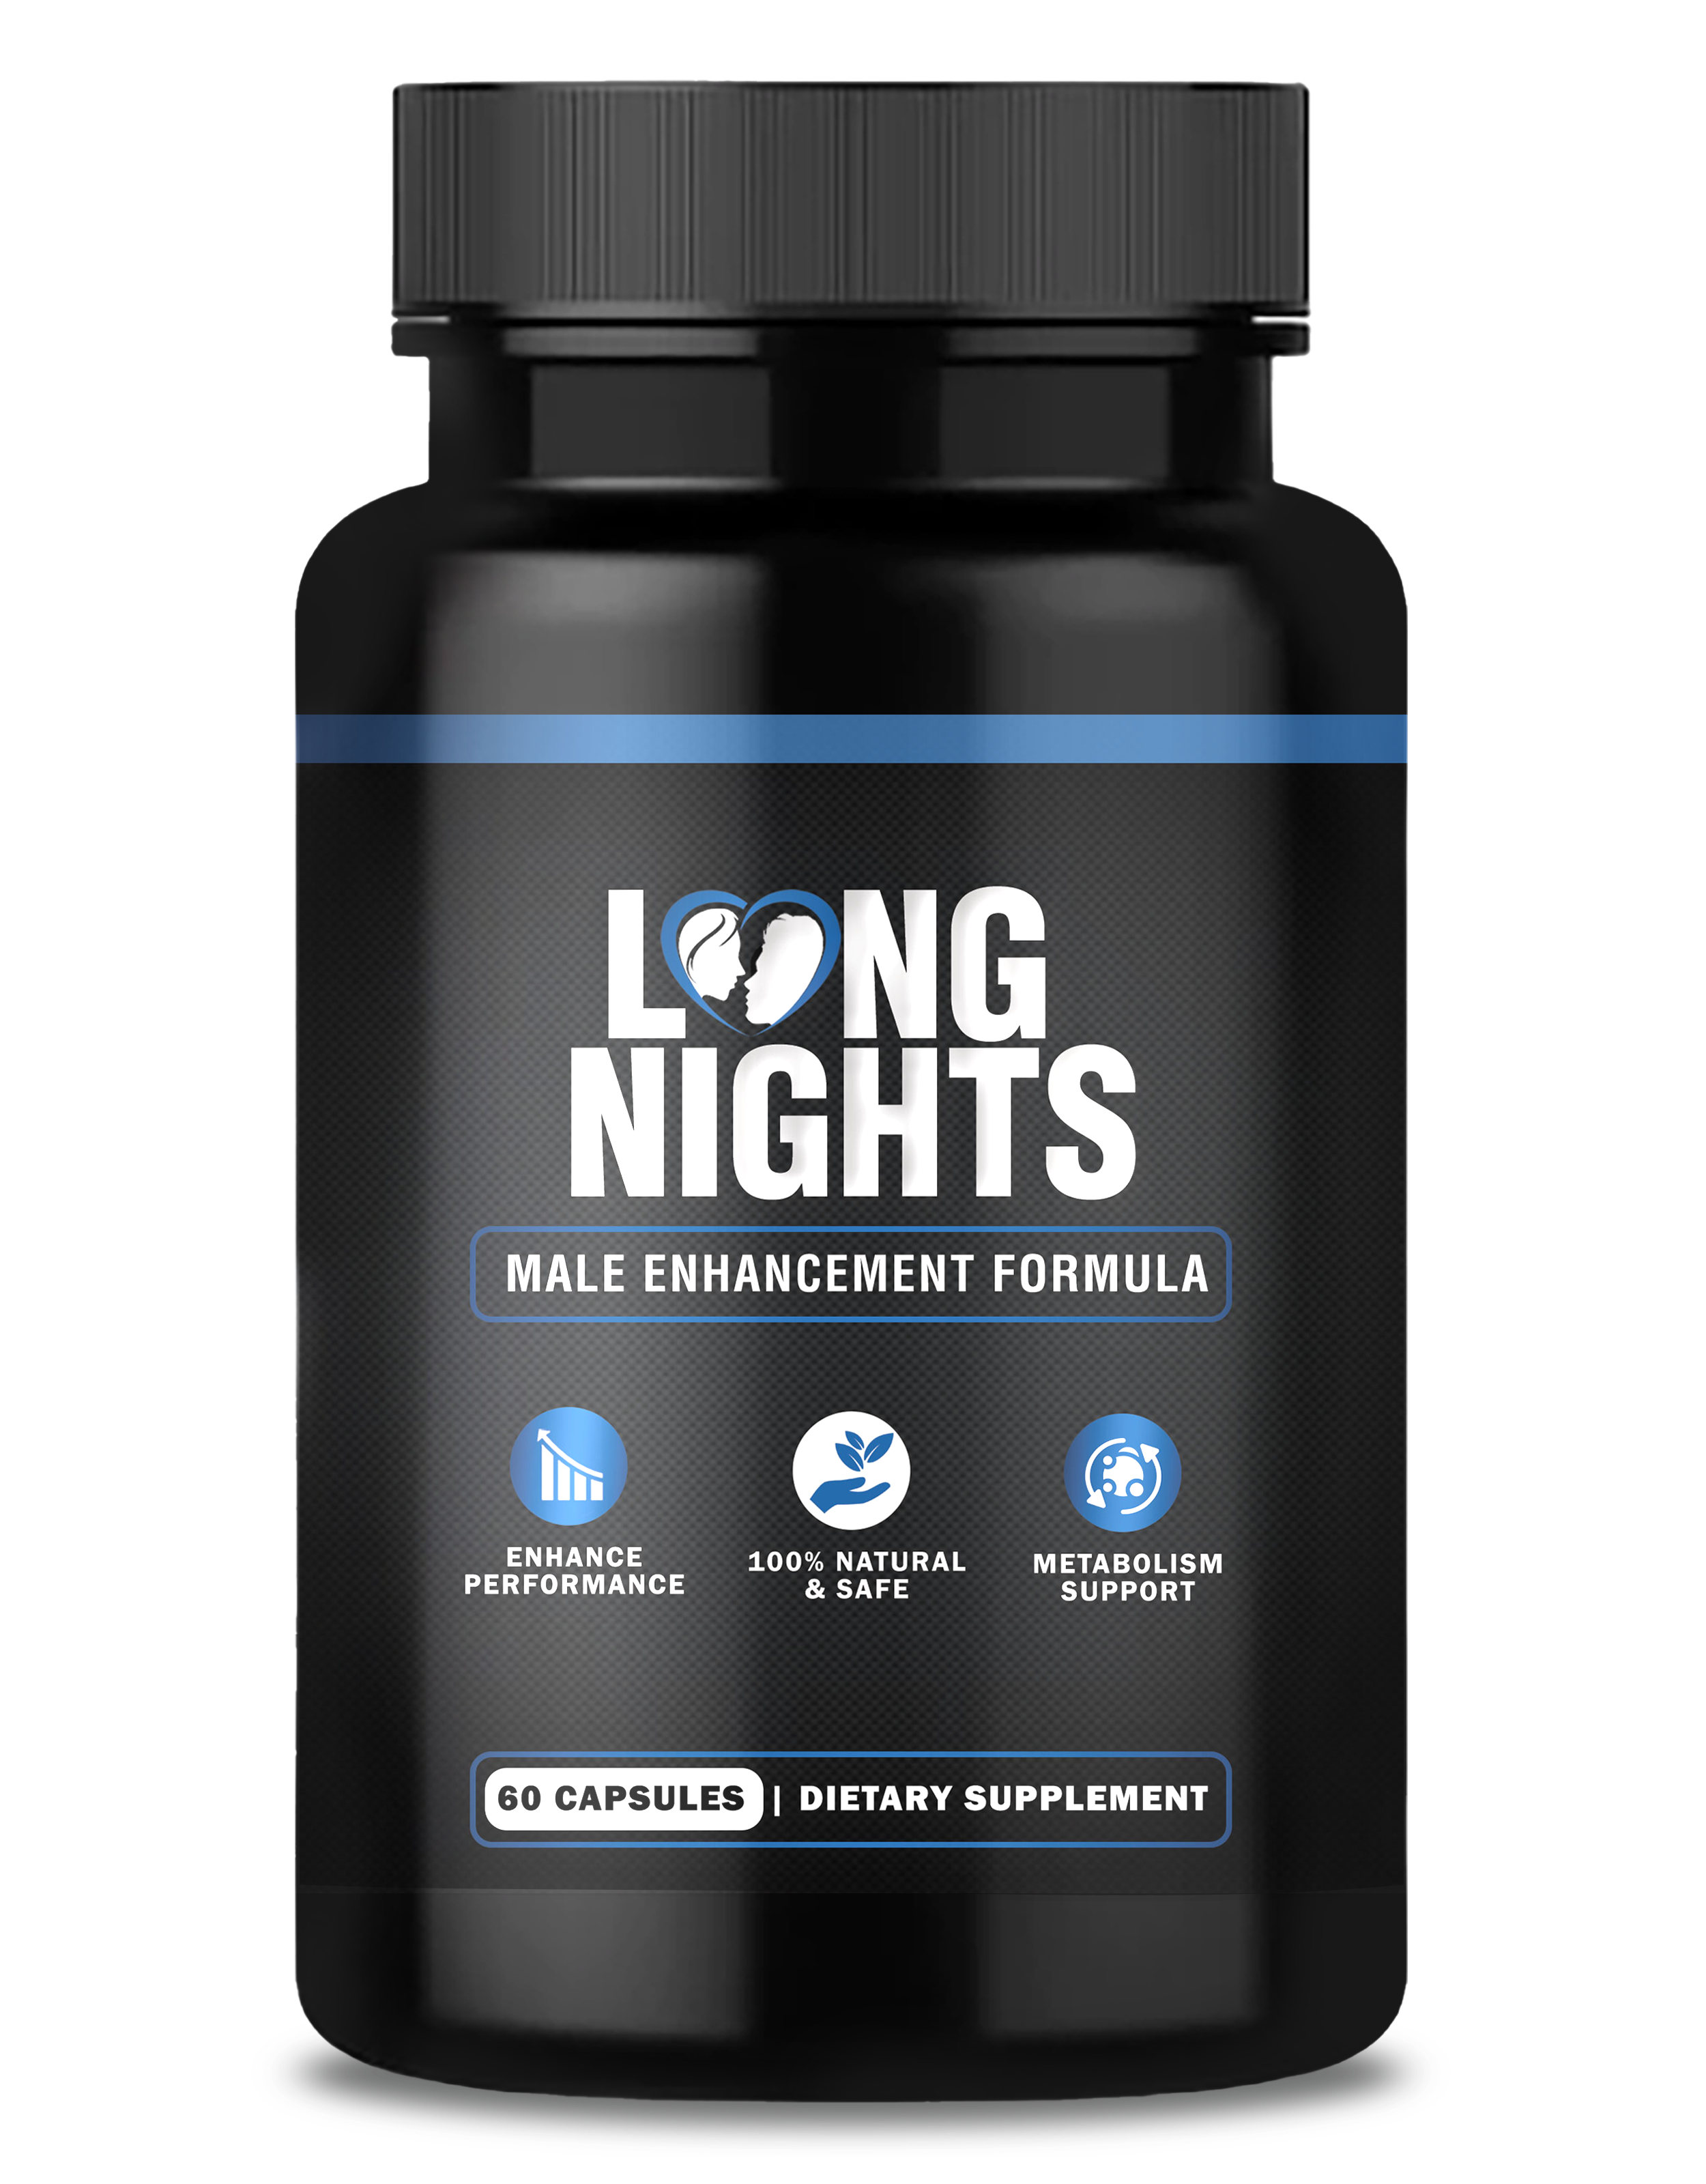 LONG
NIGHTS
MALE ENHANCEMENT FORMULA
ENHANCE
PERFORMANCE
100% NATURAL
& SAFE
METABOLISM
SUPPORT
60 CAPSULES | DIETARY SUPPLEMENT